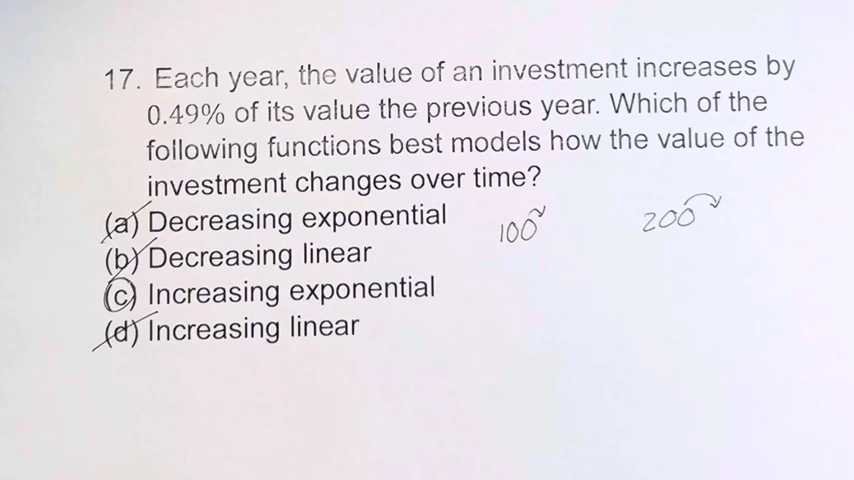 17. Each year, the value of an investment increases by
0.49% of its value the previous year. Which of the
following functions best models how the value of the
investment changes over time?
(a) Decreasing exponential
100 200
(b) Decreasing linear
(c) Increasing exponential
(d) Increasing linear